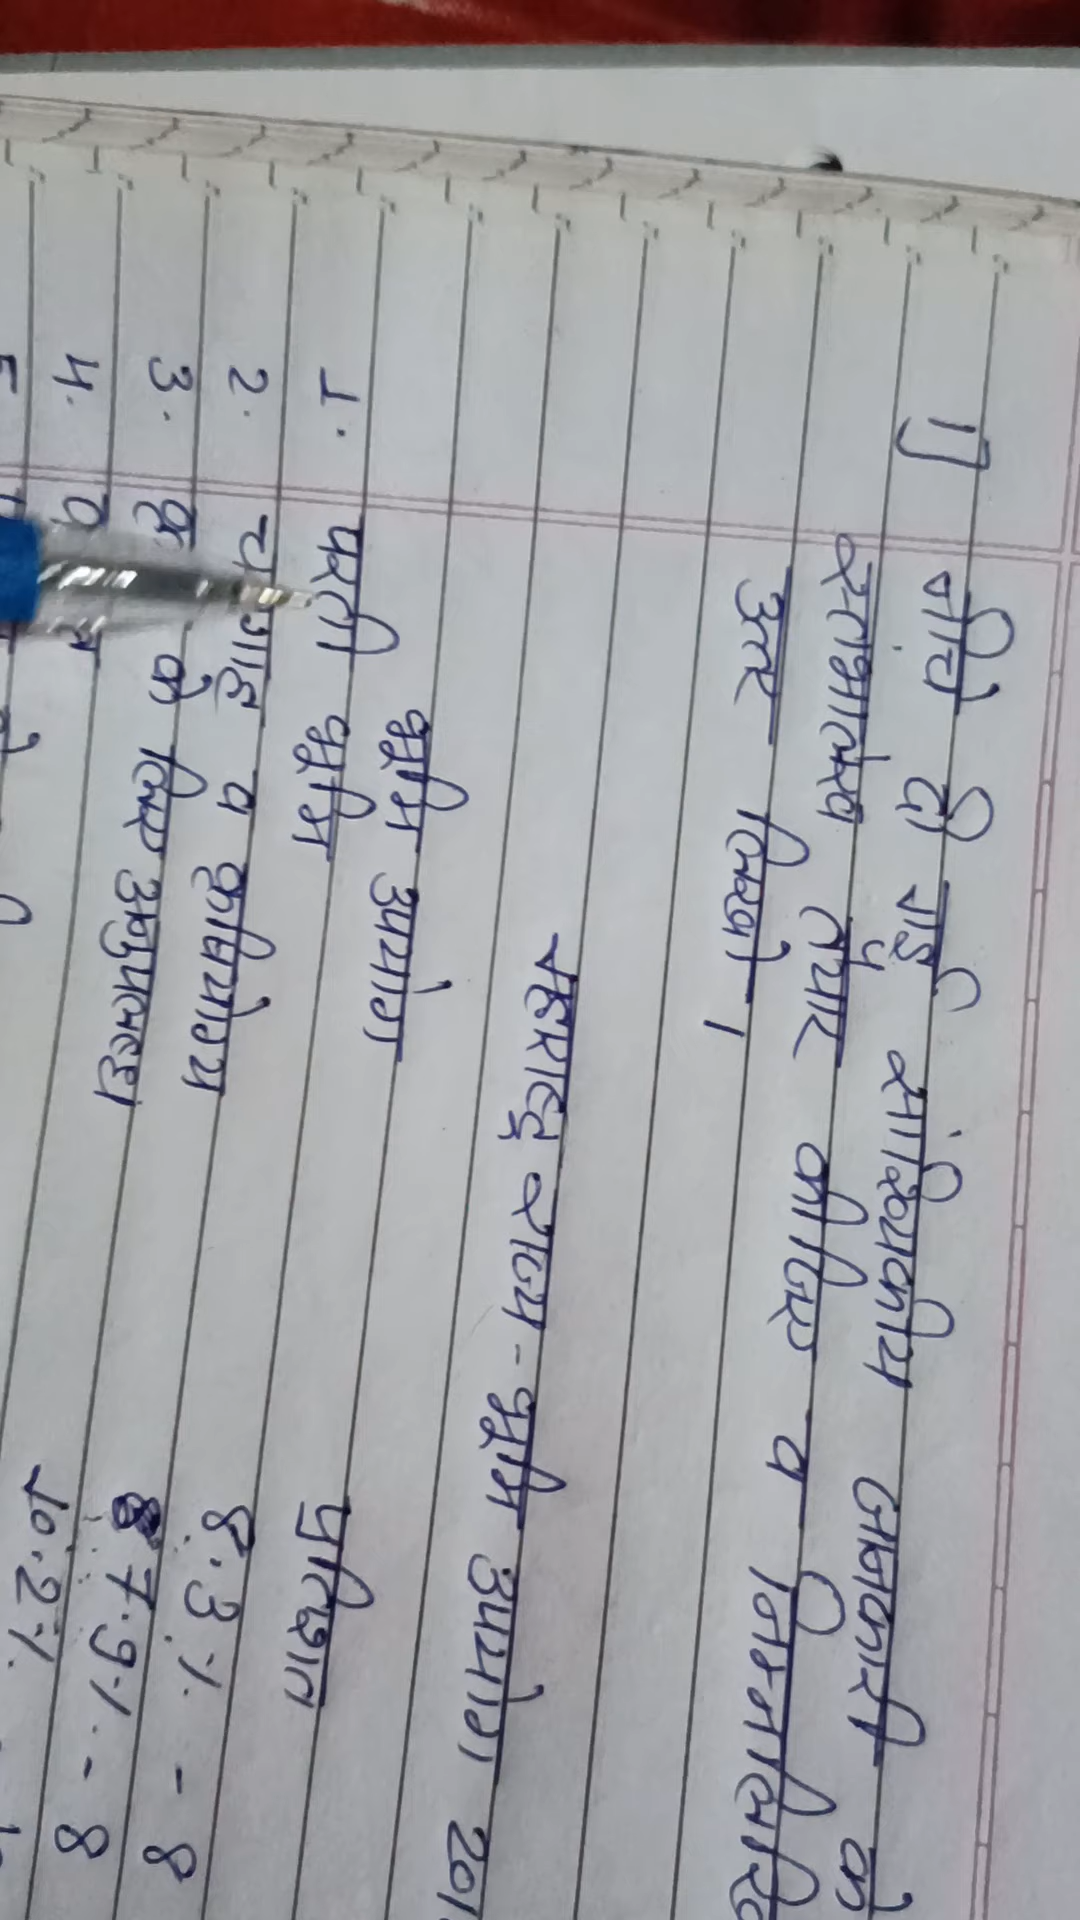 1] नीचे दी गई सांख्यिकीय जानकारी के
स्तंभालेख तैयार कीजिए व निम्नलिखि
उत्तर लिखो।
महाराष्ट्र राज्य - भूमि उपयोग 201
भूमि उपयोग प्रतिशत
1. परती भूमि 8.3% - 8
2. व कृषियोग्य 7.9% - 8
3. के लिए अनुपलब्ध 10.2%
4.
5